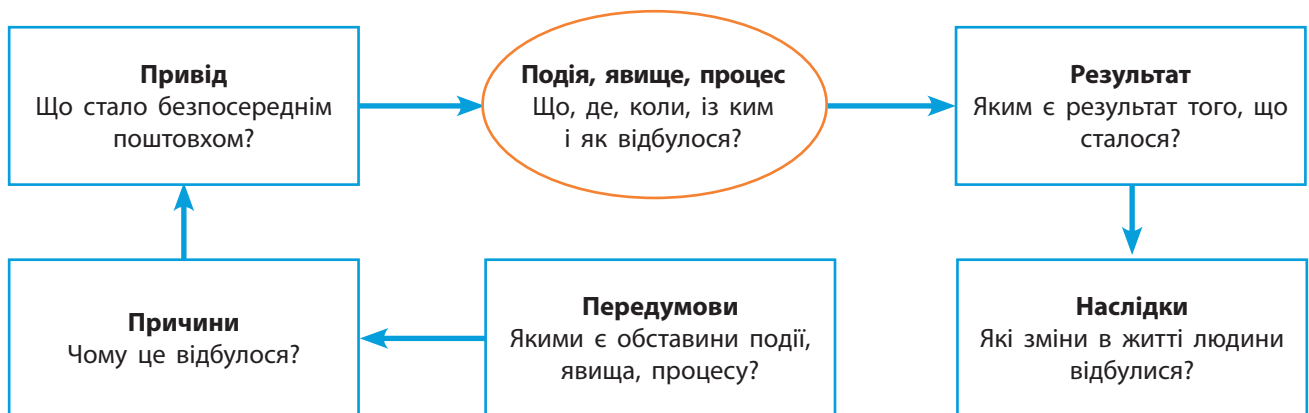 Привід
Що стало безпосереднім
поштовхом?
Подія, явище, процес
Що, де, коли, із ким
і як відбулося?
Результат
Яким є результат того, що
сталося?
Причини
Чому це відбулося?
Передумови
Якими є обставини події,
явища, процесу?
Наслідки
Які зміни в житті людини
відбулися?